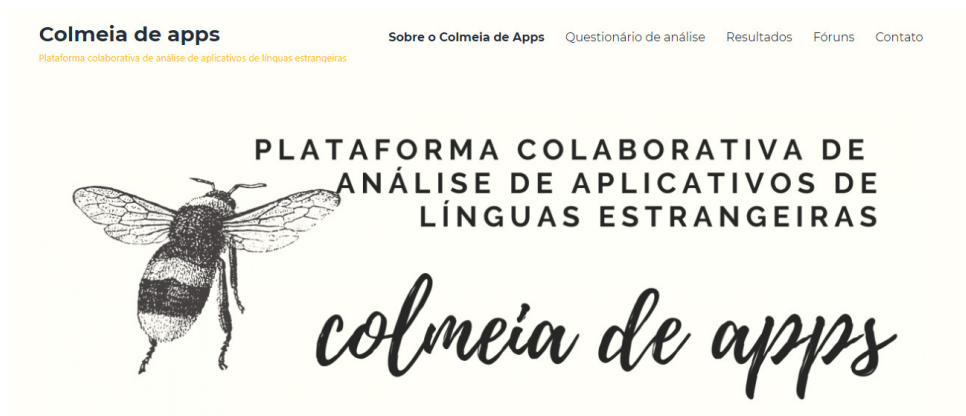 Colmeia de apps
Plataforma colaborativa de análise de aplicativos de línguas estrangeiras
Sobre o Colmeia de Apps Questionário de análise Resultados Fóruns Contato
PLATAFORMA COLABORATIVA DE
ANÁLISE DE APLICATIVOS DE
LÍNGUAS ESTRANGEIRAS
colmeia de apps